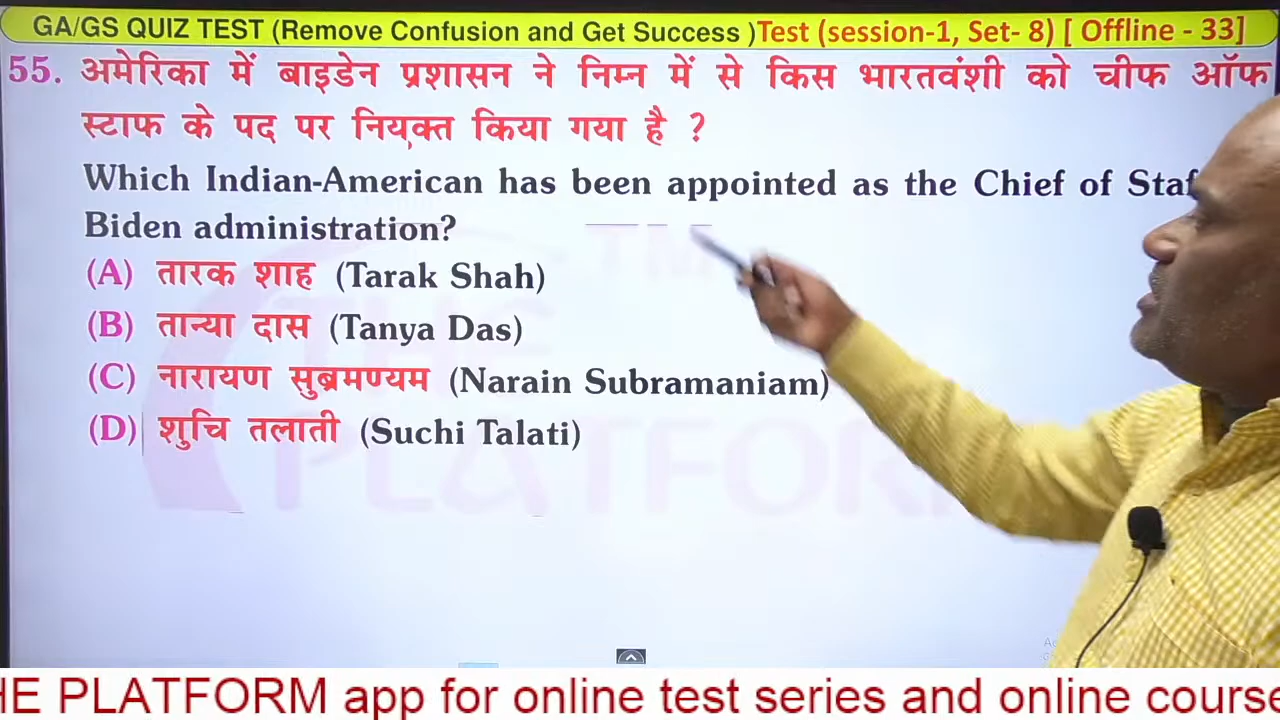 GA/GS QUIZ TEST (Remove Confusion and Get Success )Test (session-1, Set- 8) [ Offline - 33]
55. अमेरिका में बाइडेन प्रशासन ने निम्न में से किस भारतवंशी को चीफ ऑफ
स्टाफ के पद पर नियुक्त किया गया है ?
Which Indian-American has been appointed as the Chief of Staf
Biden administration?
(A) तारक शाह (Tarak Shah)
(B) तान्या दास (Tanya Das)
(C) नारायण सुब्रमण्यम (Narain Subramaniam)
(D) शुचि तलाती (Suchi Talati)
THE PLATFORM
TM
HE PLATFORM app for online test series and online course